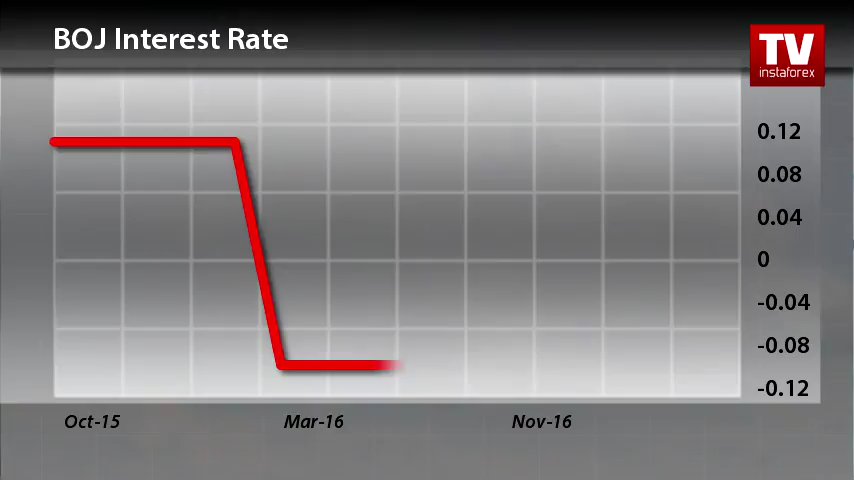 BOJ Interest Rate
TV
instaforex
0.12
0.08
0.04
0
-0.04
-0.08
-0.12
Oct-15 Mar-16 Nov-16